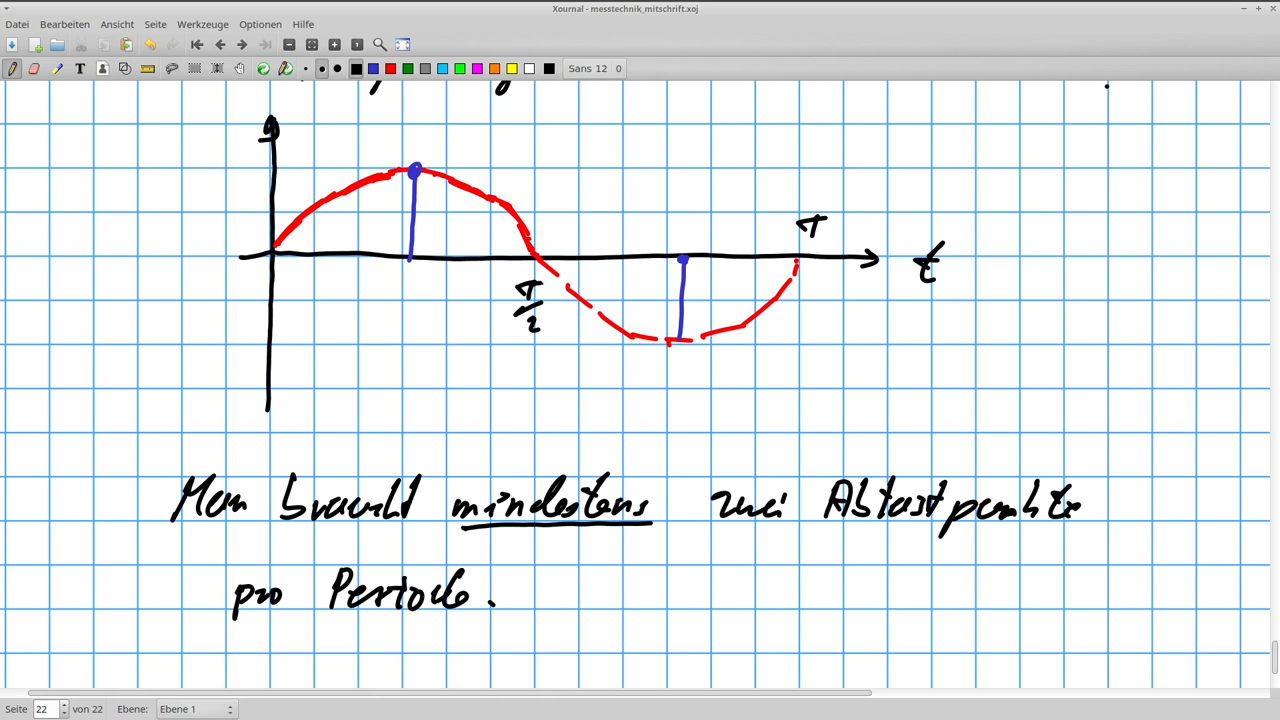 Xournal - messtechnik_mitschrift.xoj
Datei Bearbeiten Ansicht Seite Werkzeuge Optionen Hilfe
Sans 12 0
T
t
T/2
Man braucht mindestens zwei Abtastpunkte
pro Periode.
Seite 22 von 22 Ebene: Ebene 1